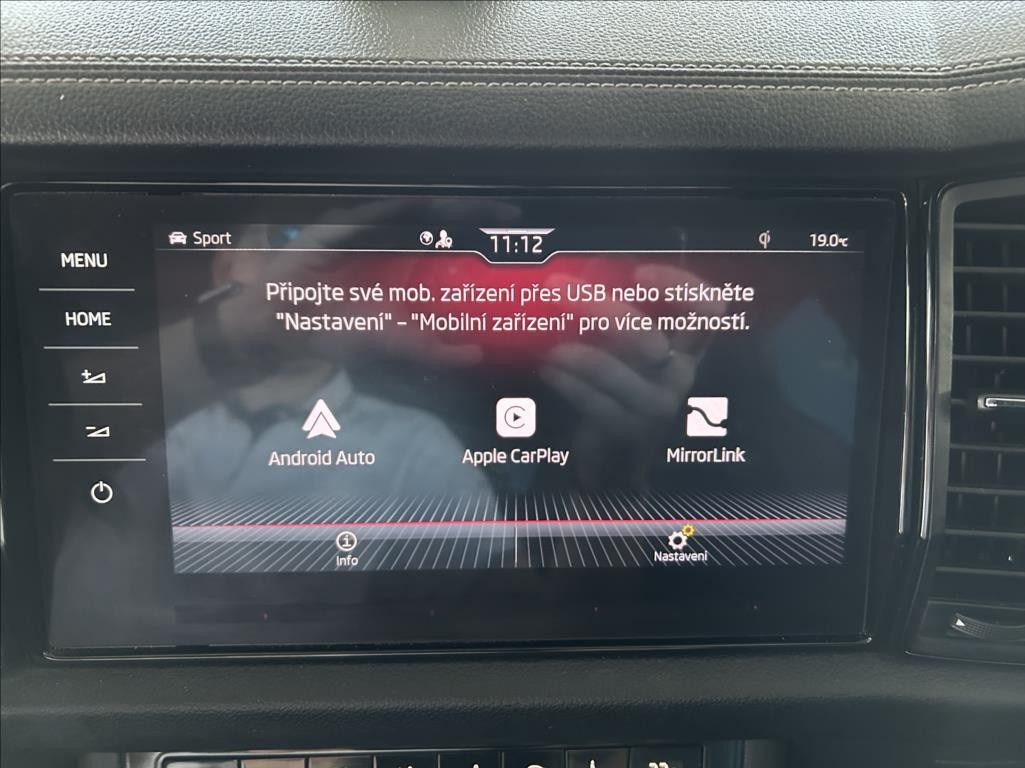 Sport 11:12 19.0°C
MENU
HOME
Připojte své mob. zařízení přes USB nebo stiskněte
"Nastavení" – "Mobilní zařízení" pro více možností.
Android Auto Apple CarPlay MirrorLink
Info Nastavení